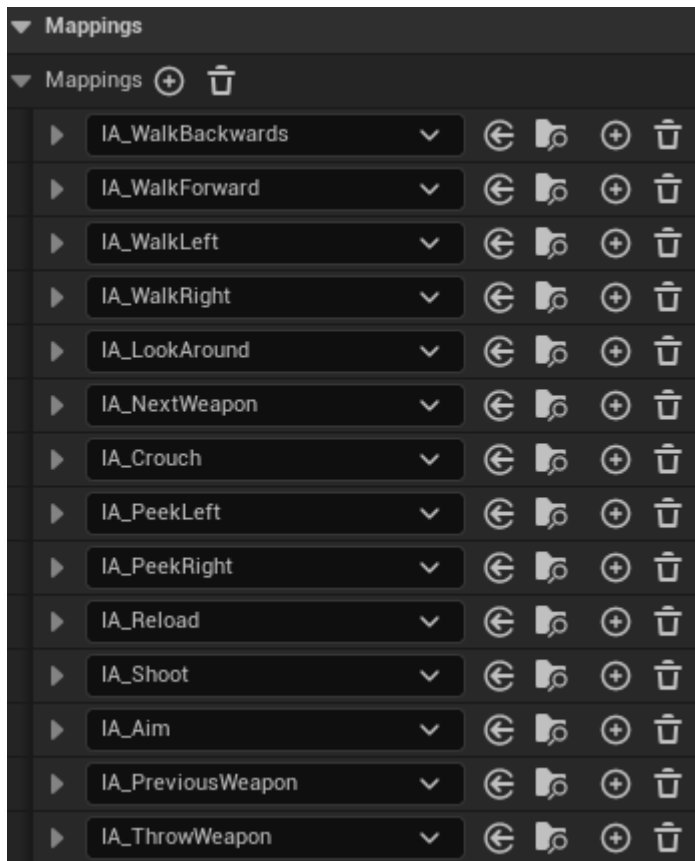 Mappings
Mappings
IA_WalkBackwards
IA_WalkForward
IA_WalkLeft
IA_WalkRight
IA_LookAround
IA_NextWeapon
IA_Crouch
IA_PeekLeft
IA_PeekRight
IA_Reload
IA_Shoot
IA_Aim
IA_PreviousWeapon
IA_ThrowWeapon